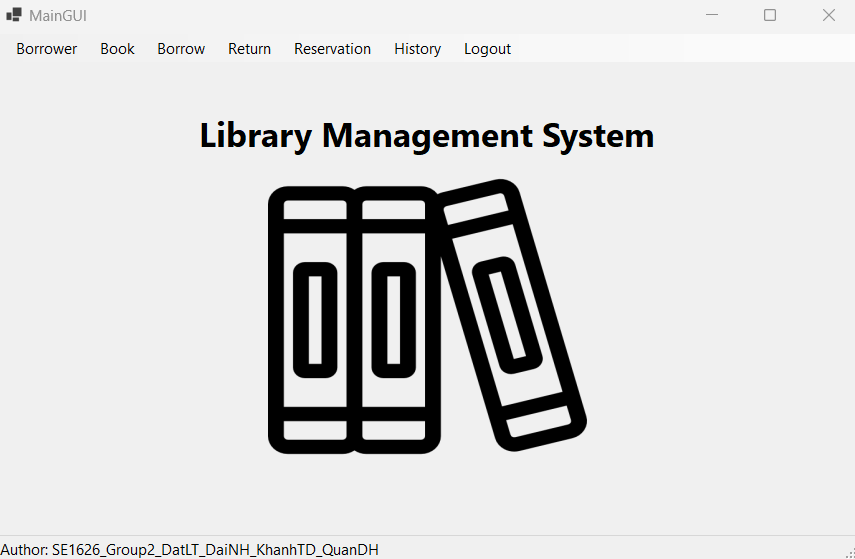 MainGUI
Borrower Book Borrow Return Reservation History Logout
Library Management System
Author: SE1626_Group2_DatLT_DaiNH_KhanhTD_QuanDH